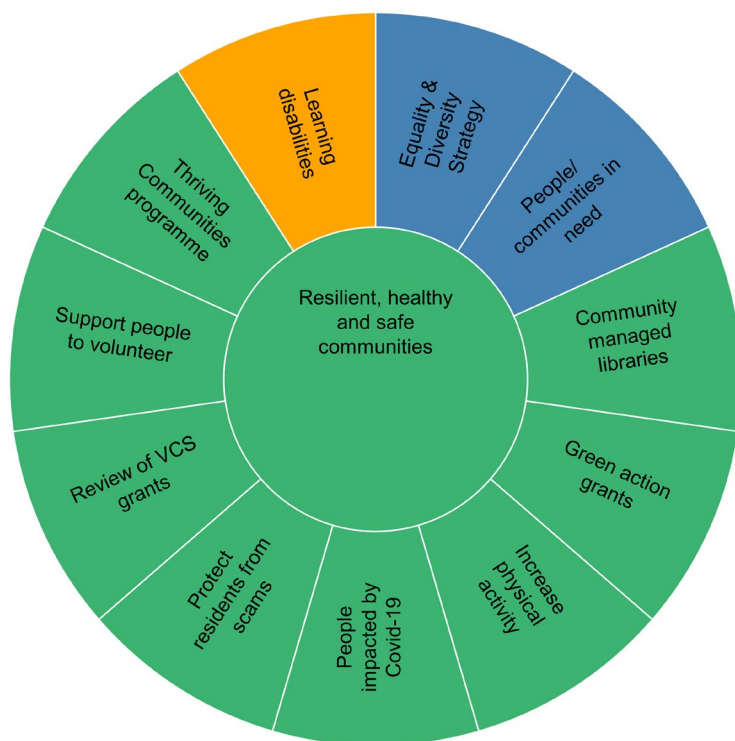 Equality &
Diversity
Strategy
People/
communities in
need
Community
managed
libraries
Green action
grants
Increase
physical
activity
People
impacted by
Covid-19
Protect
residents from
scams
Review of VCS
grants
Support people
to volunteer
Thriving
Communities
programme
Learning
disabilities
Resilient, healthy
and safe
communities